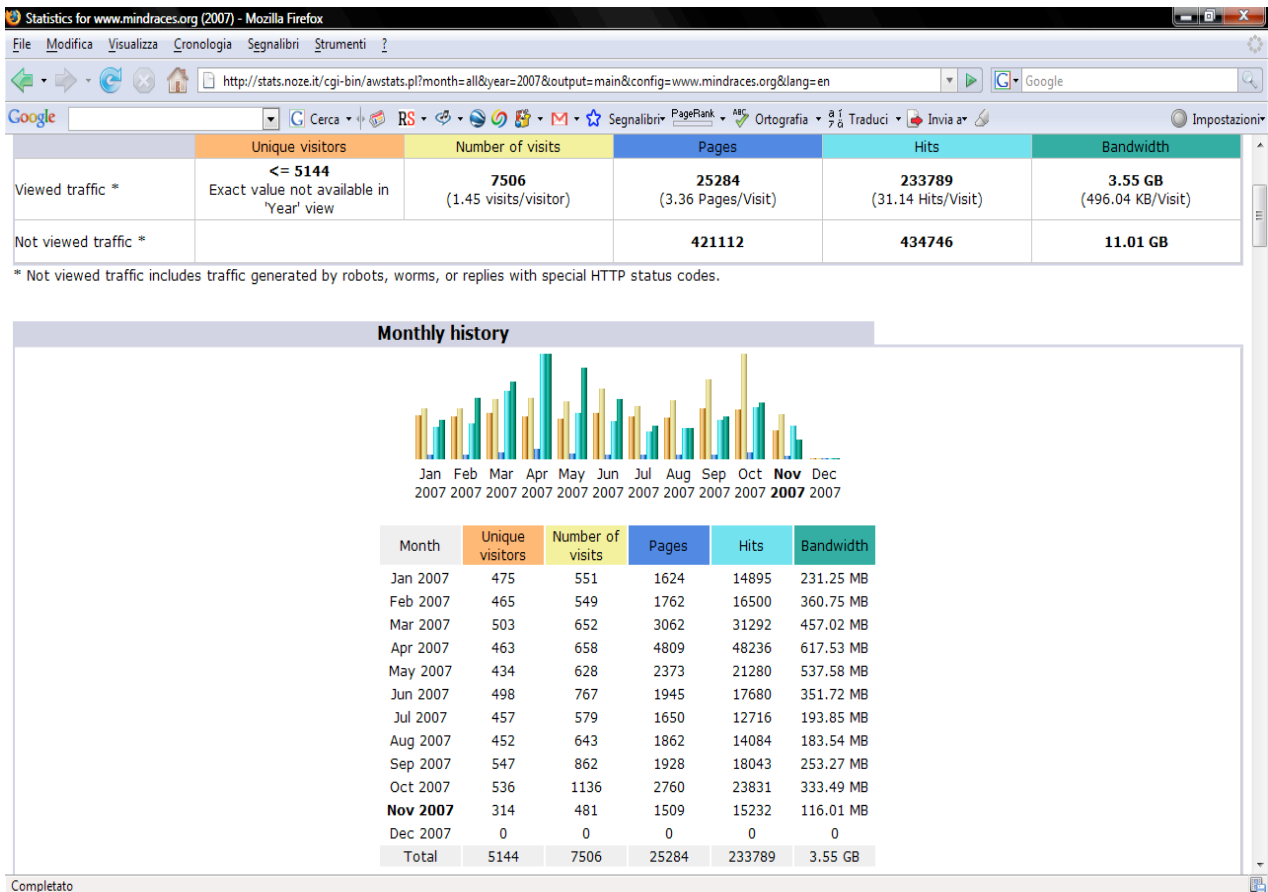 Statistics for www.mindraces.org (2007) - Mozilla Firefox
File Modifica Visualizza Cronologia Segnalibri Strumenti ?
http://stats.noze.it/cgi-bin/awstats.pl?month=all&year=2007&output=main&config=www.mindraces.org&lang=en G Google
Google G Cerca RS Segnalibri PageRank ABC Ortografia Traduci Invia a Impostazioni
Unique visitors Number of visits Pages Hits Bandwidth
Viewed traffic * <= 5144 Exact value not available in 'Year' view 7506 (1.45 visits/visitor) 25284 (3.36 Pages/Visit) 233789 (31.14 Hits/Visit) 3.55 GB (496.04 KB/Visit)
Not viewed traffic * 421112 434746 11.01 GB
* Not viewed traffic includes traffic generated by robots, worms, or replies with special HTTP status codes.
Monthly history
Jan Feb Mar Apr May Jun Jul Aug Sep Oct Nov Dec
2007 2007 2007 2007 2007 2007 2007 2007 2007 2007 2007 2007
Month Unique visitors Number of visits Pages Hits Bandwidth
Jan 2007 475 551 1624 14895 231.25 MB
Feb 2007 465 549 1762 16500 360.75 MB
Mar 2007 503 652 3062 31292 457.02 MB
Apr 2007 463 658 4809 48236 617.53 MB
May 2007 434 628 2373 21280 537.58 MB
Jun 2007 498 767 1945 17680 351.72 MB
Jul 2007 457 579 1650 12716 193.85 MB
Aug 2007 452 643 1862 14084 183.54 MB
Sep 2007 547 862 1928 18043 253.27 MB
Oct 2007 536 1136 2760 23831 333.49 MB
Nov 2007 314 481 1509 15232 116.01 MB
Dec 2007 0 0 0 0 0
Total 5144 7506 25284 233789 3.55 GB
Completato